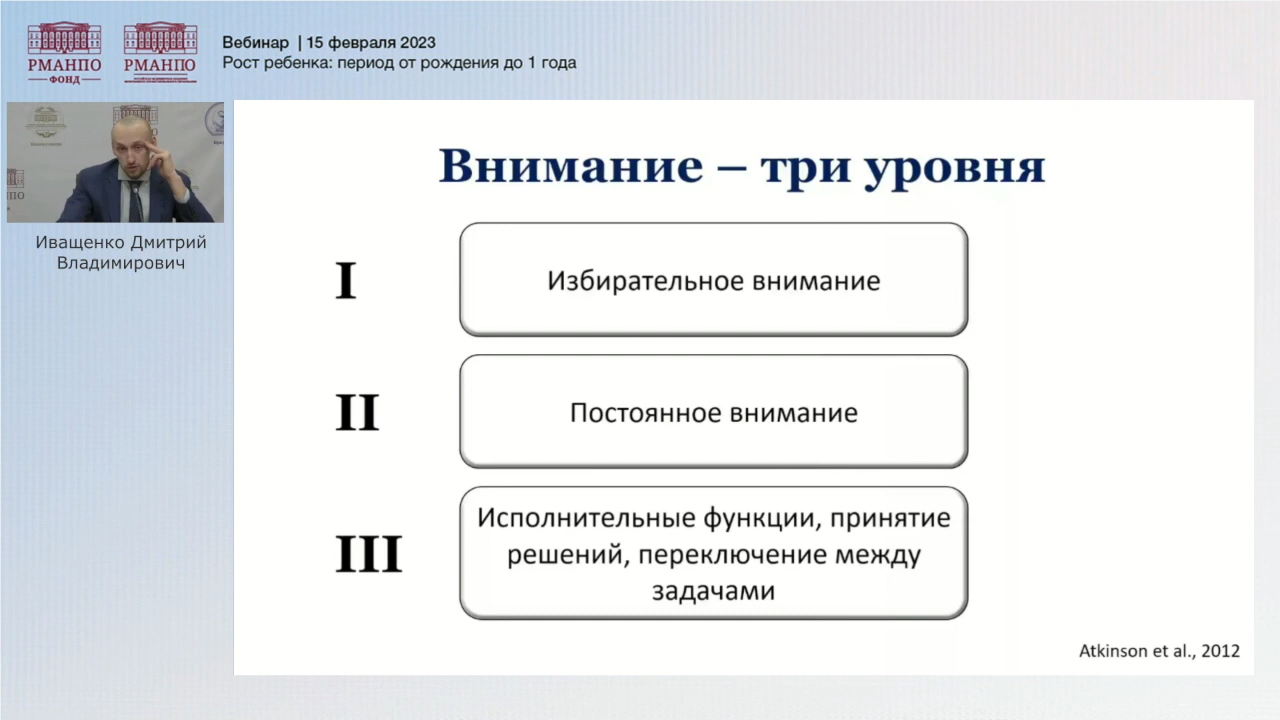 Вебинар | 15 февраля 2023
Рост ребенка: период от рождения до 1 года
РМАНПО
ФОНД
РМАНПО
Иващенко Дмитрий
Владимирович
Внимание – три уровня
I
Избирательное внимание
II
Постоянное внимание
III
Исполнительные функции, принятие
решений, переключение между
задачами
Atkinson et al., 2012